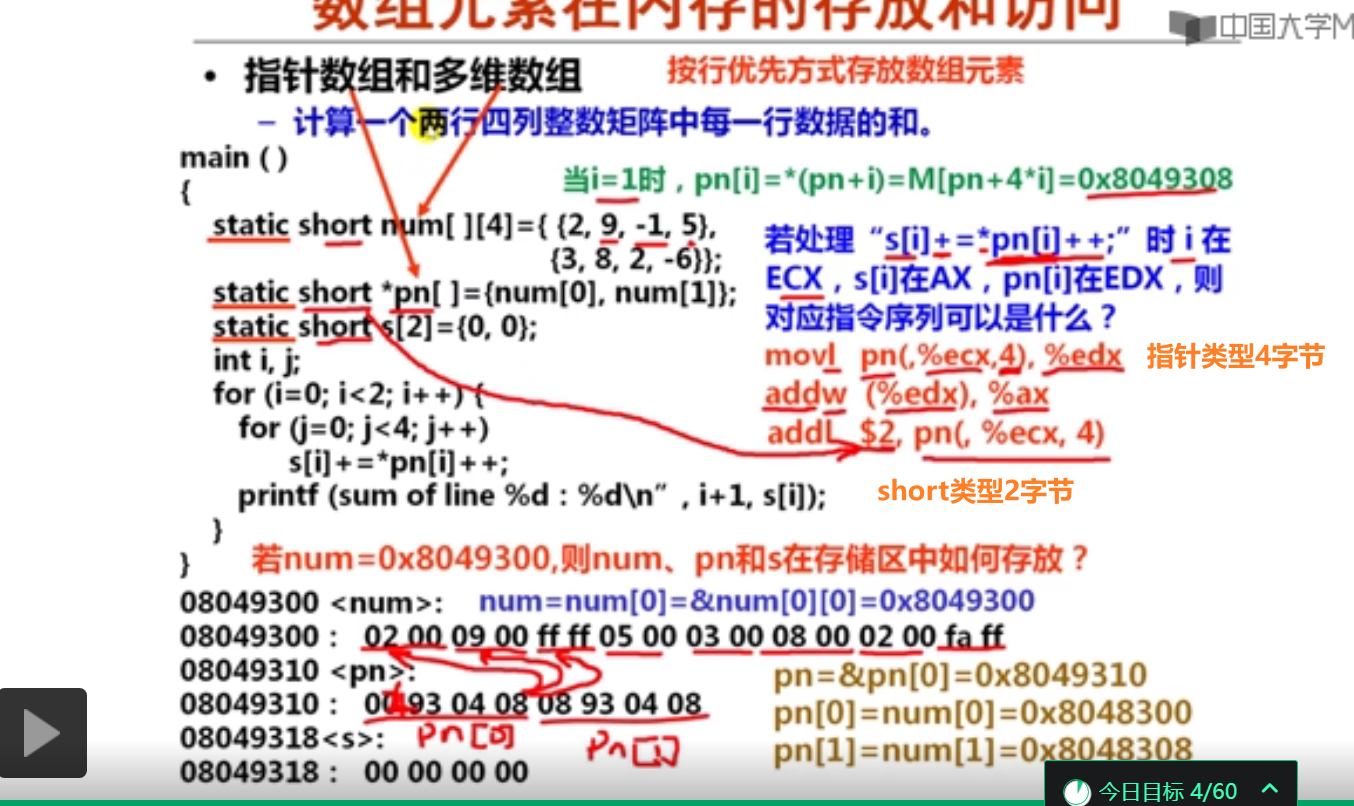 数组元素在内存的存放和访问
中国大学M
• 指针数组和多维数组
按行优先方式存放数组元素
– 计算一个两行四列整数矩阵中每一行数据的和。
main ( )
{
当i=1时，pn[i]=*(pn+i)=M[pn+4*i]=0x8049308
static short num[ ][4]={ {2, 9, -1, 5},
{3, 8, 2, -6}};
static short *pn[ ]={num[0], num[1]};
static short s[2]={0, 0};
int i, j;
for (i=0; i<2; i++) {
for (j=0; j<4; j++)
s[i]+=*pn[i]++;
printf (sum of line %d : %d\n” , i+1, s[i]);
}
}
若处理“s[i]+=*pn[i]++;”时 i 在
ECX，s[i]在AX，pn[i]在EDX，则
对应指令序列可以是什么？
movl pn(,%ecx,4), %edx
指针类型4字节
addw (%edx), %ax
addl $2, pn(, %ecx, 4)
short类型2字节
若num=0x8049300,则num、pn和s在存储区中如何存放？
08049300 <num>:
num=num[0]=&num[0][0]=0x8049300
08049300 : 02 00 09 00 ff ff 05 00 03 00 08 00 02 00 fa ff
08049310 <pn>:
08049310 : 00 93 04 08 08 93 04 08
pn[0]
pn[1]
08049318<s>:
08049318 : 00 00 00 00
pn=&pn[0]=0x8049310
pn[0]=num[0]=0x8048300
pn[1]=num[1]=0x8048308
今日目标 4/60